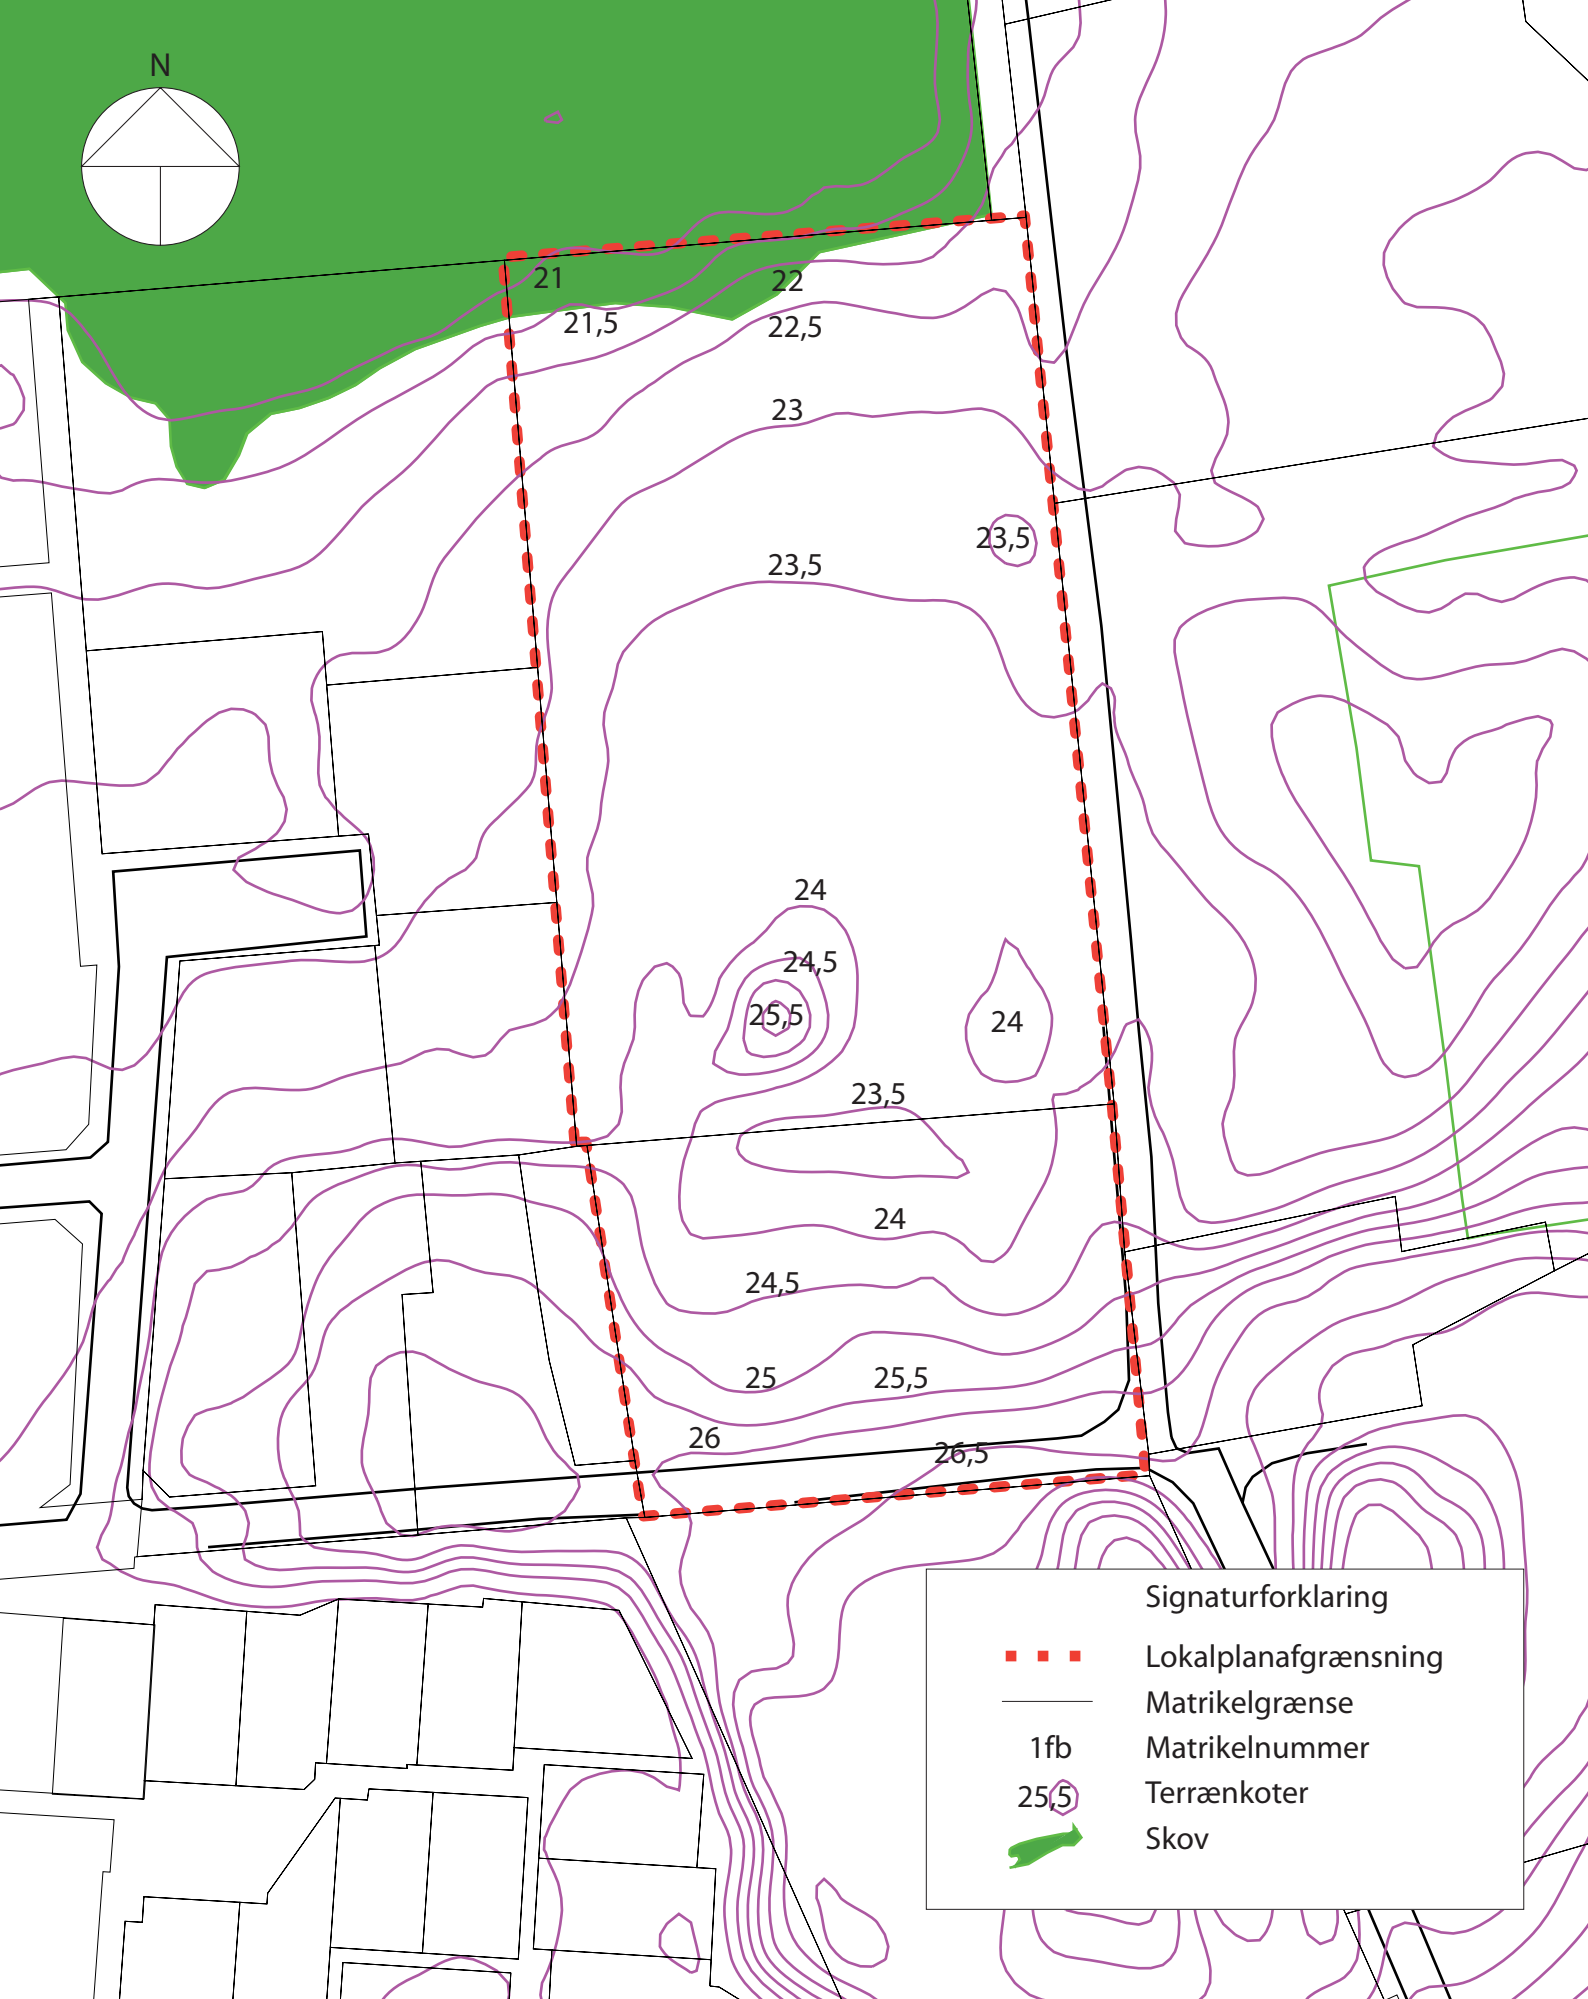 N
21
22
21,5
22,5
23
23,5
23,5
24
24,5
25,5
24
23,5
24
24,5
25
25,5
26
26,5
Signaturforklaring
Lokalplanafgrænsning
Matrikelgrænse
1fb Matrikelnummer
25,5 Terrænkoter
Skov